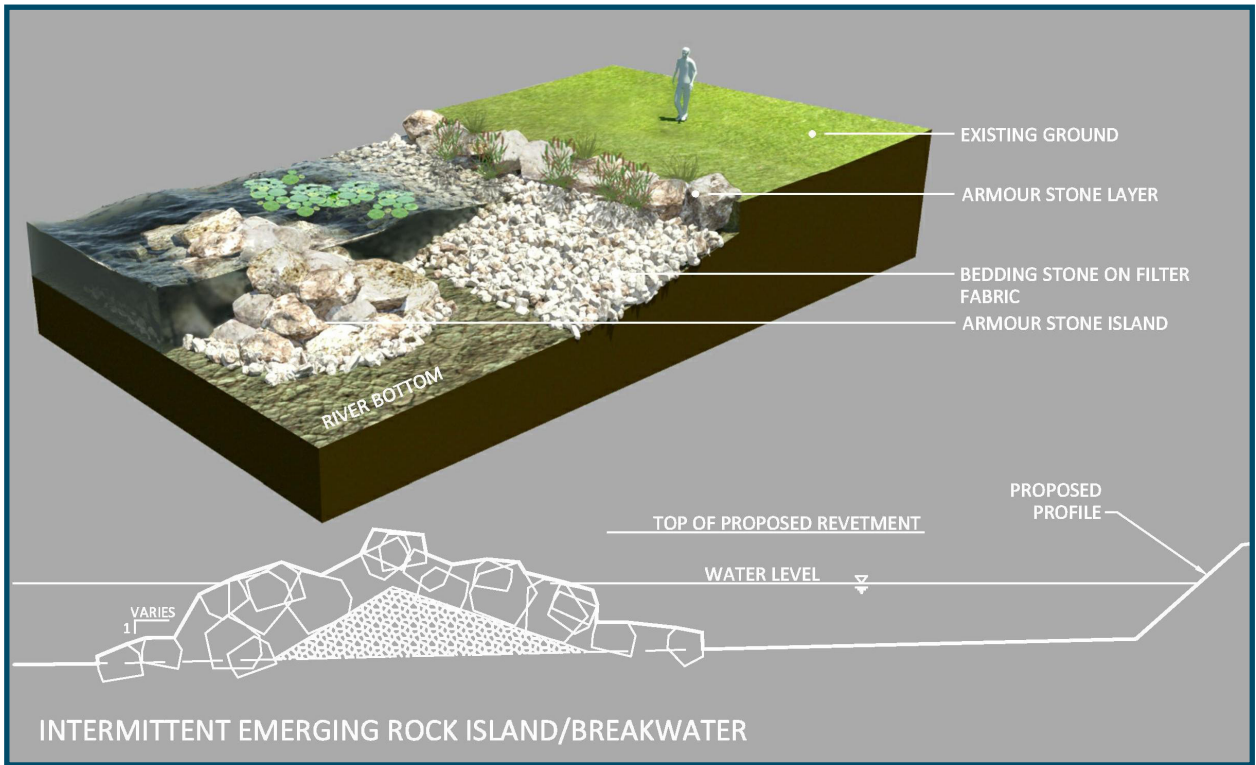 EXISTING GROUND
ARMOUR STONE LAYER
BEDDING STONE ON FILTER
FABRIC
ARMOUR STONE ISLAND
RIVER BOTTOM
PROPOSED
PROFILE
TOP OF PROPOSED REVETMENT
WATER LEVEL
VARIES
1
INTERMITTENT EMERGING ROCK ISLAND/BREAKWATER